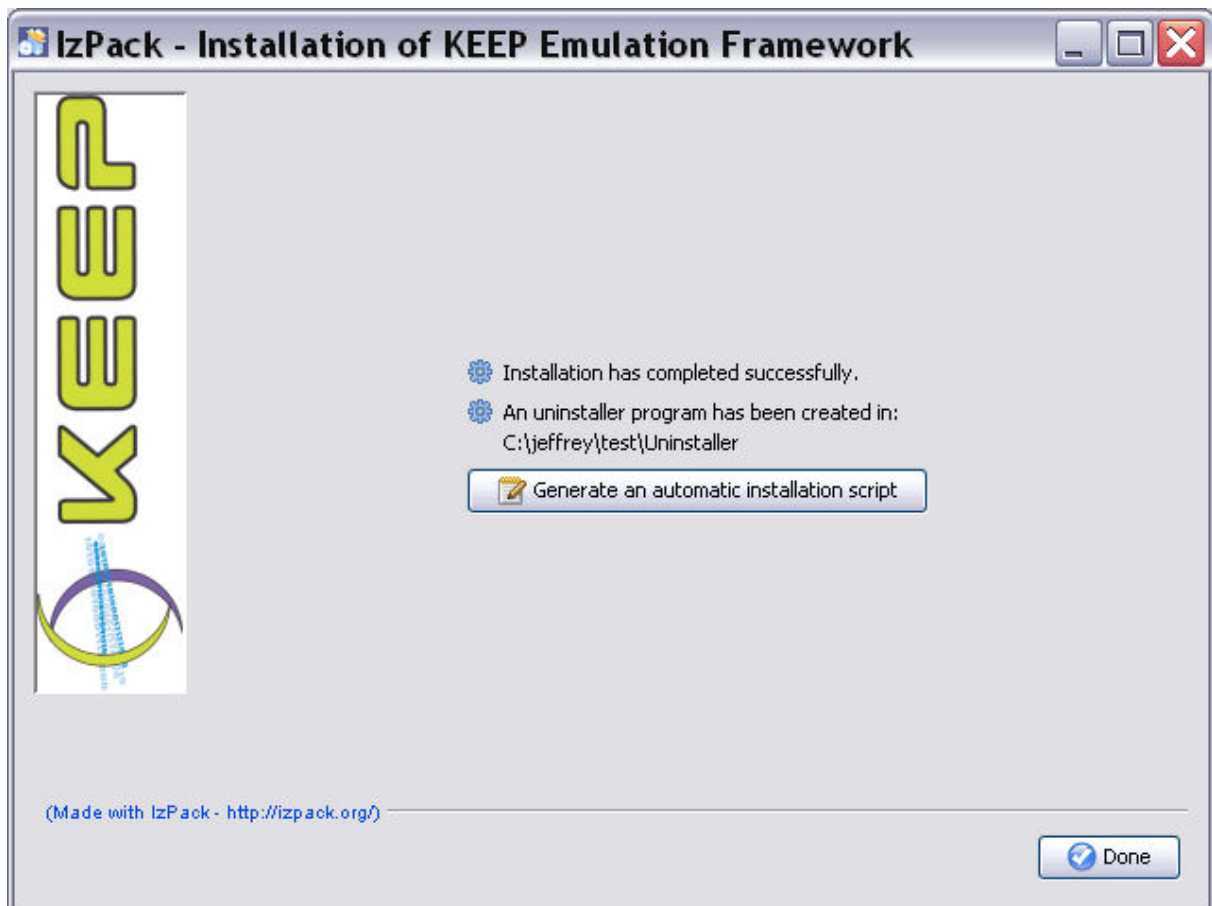 IzPack - Installation of KEEP Emulation Framework
KEEP
Installation has completed successfully.
An uninstaller program has been created in:
C:\jeffrey\test\Uninstaller
Generate an automatic installation script
(Made with IzPack - http://izpack.org/)
Done